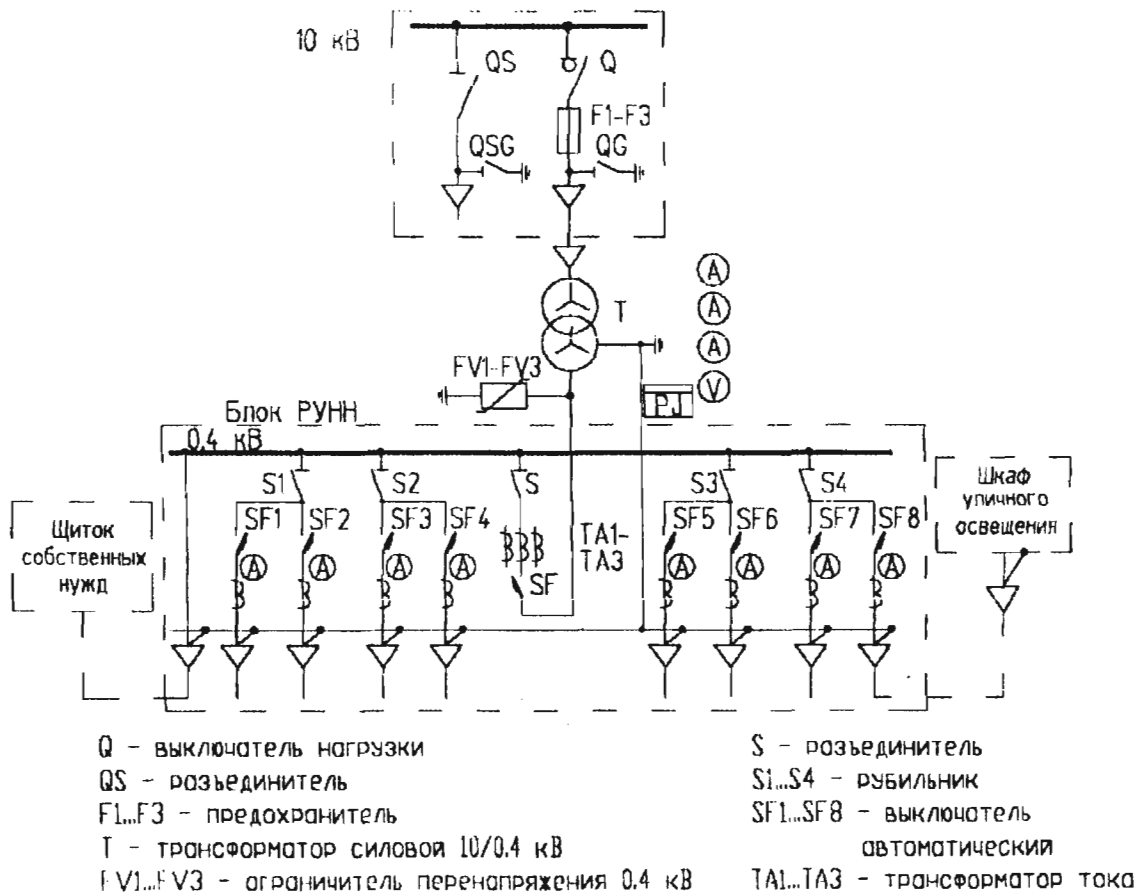 10 кВ
QS
Q
F1-F3
QSG
QG
T
A
A
A
V
FV1-FV3
PJ
Блок РУНН
0,4 кВ
S1
S2
S
S3
S4
Щиток
собственных
нужд
SF1
SF2
SF3
SF4
TA1-
TA3
SF
SF5
SF6
SF7
SF8
A
A
A
A
A
A
A
A
Шкаф
уличного
освещения
Q - выключатель нагрузки
QS - разъединитель
F1...F3 - предохранитель
T - трансформатор силовой 10/0.4 кВ
FV1...FV3 - ограничитель перенапряжения 0.4 кВ
S - разъединитель
S1...S4 - рубильник
SF1...SF8 - выключатель
автоматический
TA1...TA3 - трансформатор тока